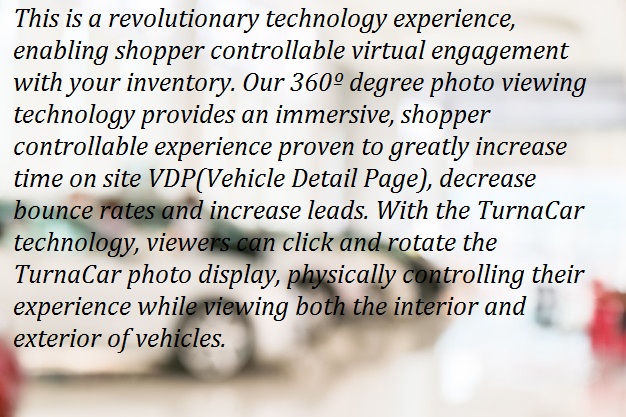 This is a revolutionary technology experience,
enabling shopper controllable virtual engagement
with your inventory. Our 360º degree photo viewing
technology provides an immersive, shopper
controllable experience proven to greatly increase
time on site VDP(Vehicle Detail Page), decrease
bounce rates and increase leads. With the TurnaCar
technology, viewers can click and rotate the
TurnaCar photo display, physically controlling their
experience while viewing both the interior and
exterior of vehicles.